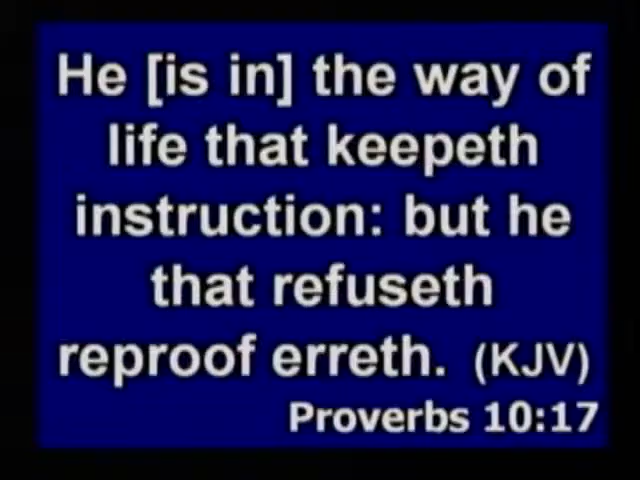 He [is in] the way of
life that keepeth
instruction: but he
that refuseth
reproof erreth. (KJV)
Proverbs 10:17